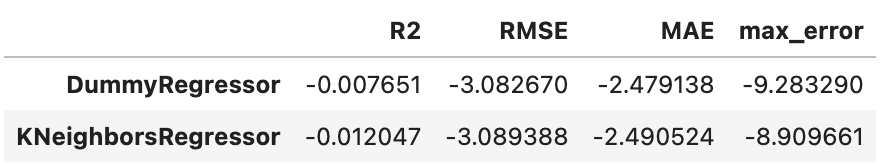 R2 RMSE MAE max_error
DummyRegressor -0.007651 -3.082670 -2.479138 -9.283290
KNeighborsRegressor -0.012047 -3.089388 -2.490524 -8.909661